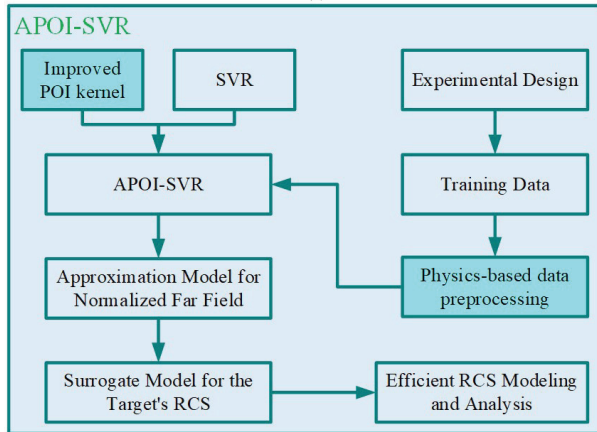 APOI-SVR
Improved
POI kernel
SVR
Experimental Design
APOI-SVR
Training Data
Approximation Model for
Normalized Far Field
Physics-based data
preprocessing
Surrogate Model for the
Target's RCS
Efficient RCS Modeling
and Analysis